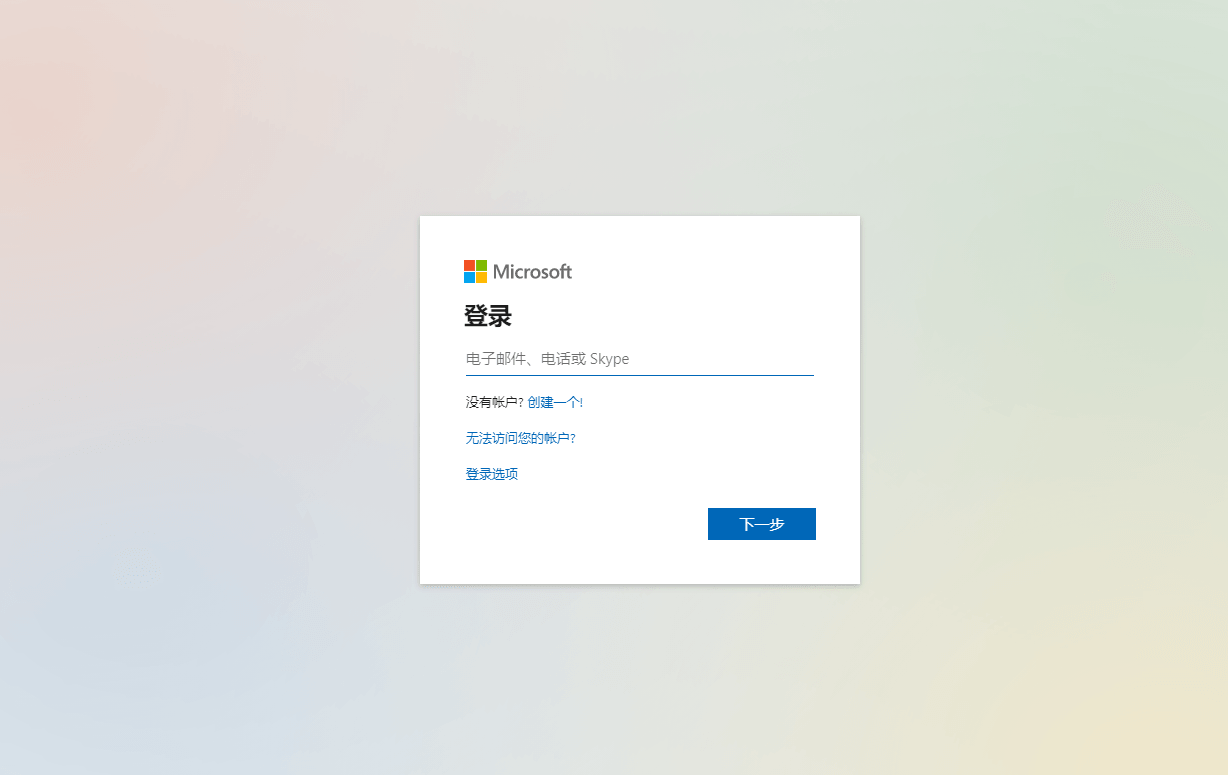 Microsoft
登录
电子邮件、电话或 Skype
没有帐户? 创建一个!
无法访问您的帐户?
登录选项
下一步